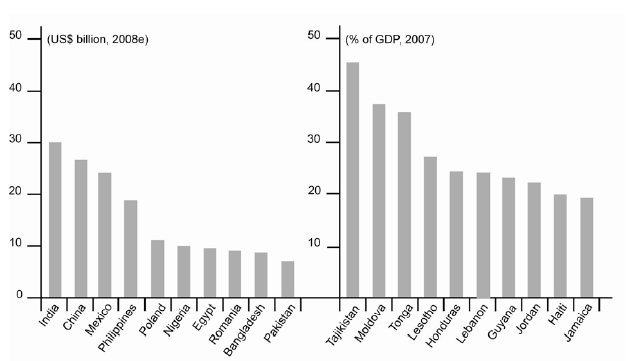 (US$ billion, 2008e)
50
40
30
20
10
0
India
China
Mexico
Philippines
Poland
Nigeria
Egypt
Romania
Bangladesh
Pakistan
(% of GDP, 2007)
50
40
30
20
10
Tajikistan
Moldova
Tonga
Lesotho
Honduras
Lebanon
Guyana
Jordan
Haiti
Jamaica